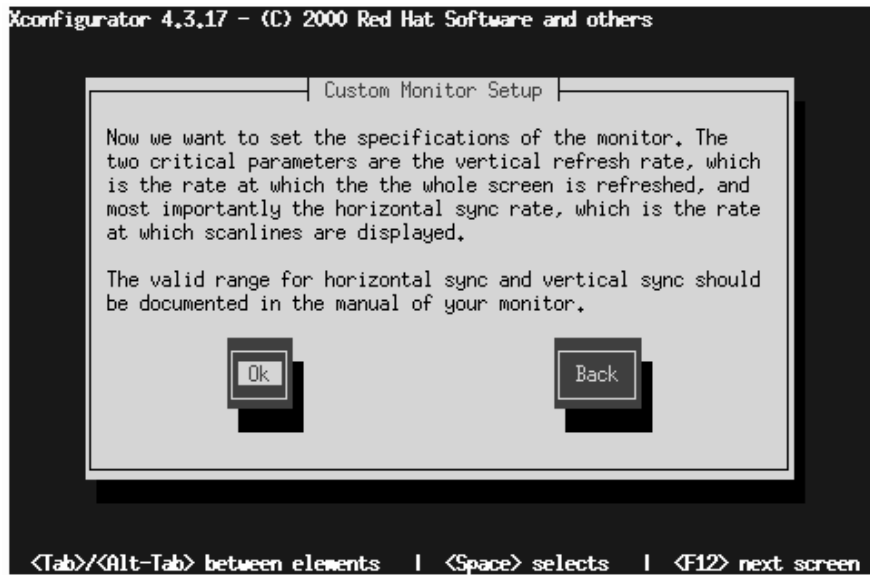 Xconfigurator 4.3.17 - (C) 2000 Red Hat Software and others
Custom Monitor Setup
Now we want to set the specifications of the monitor. The
two critical parameters are the vertical refresh rate, which
is the rate at which the the whole screen is refreshed, and
most importantly the horizontal sync rate, which is the rate
at which scanlines are displayed.
The valid range for horizontal sync and vertical sync should
be documented in the manual of your monitor.
Ok Back
<Tab>/<Alt-Tab> between elements | <Space> selects | <F12> next screen